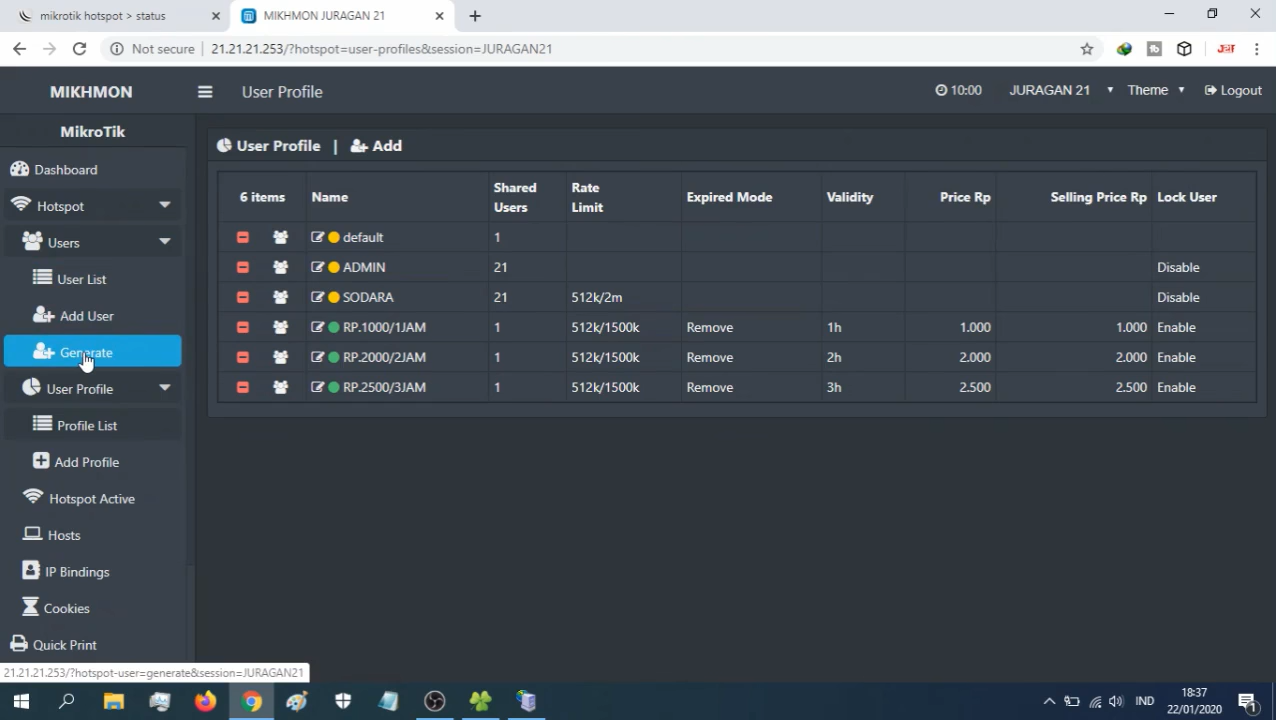 mikrotik hotspot > status
MIKHMON JURAGAN 21
Not secure 21.21.21.253/?hotspot=user-profiles&session=JURAGAN21
MIKHMON
User Profile
10:00
JURAGAN 21
Theme
Logout
MikroTik
Dashboard
Hotspot
Users
User List
Add User
Generate
User Profile
Profile List
Add Profile
Hotspot Active
Hosts
IP Bindings
Cookies
Quick Print
User Profile | Add
6 items Name Shared Users Rate Limit Expired Mode Validity Price Rp Selling Price Rp Lock User
default 1
ADMIN 21 Disable
SODARA 21 512k/2m Disable
RP.1000/1JAM 1 512k/1500k Remove 1h 1.000 1.000 Enable
RP.2000/2JAM 1 512k/1500k Remove 2h 2.000 2.000 Enable
RP.2500/3JAM 1 512k/1500k Remove 3h 2.500 2.500 Enable
21.21.21.253/?hotspot-user=generate&session=JURAGAN21
IND
18:37
22/01/2020
1